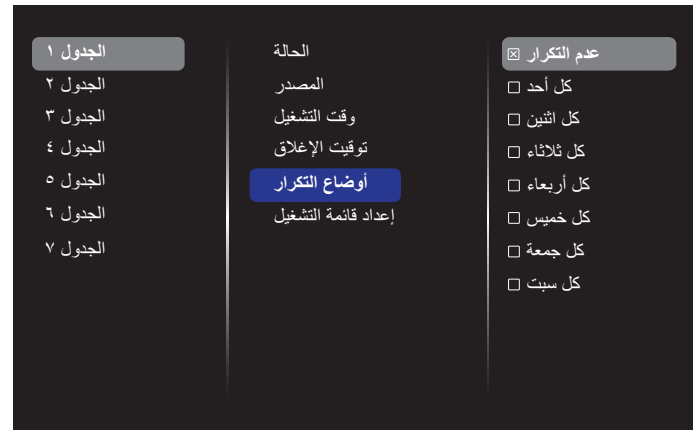 الجدول ١
الجدول ٢
الجدول ٣
الجدول ٤
الجدول ٥
الجدول ٦
الجدول ٧
الحالة
المصدر
وقت التشغيل
توقيت الإغلاق
أوضاع التكرار
إعداد قائمة التشغيل
عدم التكرار
كل أحد
كل اثنين
كل ثلاثاء
كل أربعاء
كل خميس
كل جمعة
كل سبت